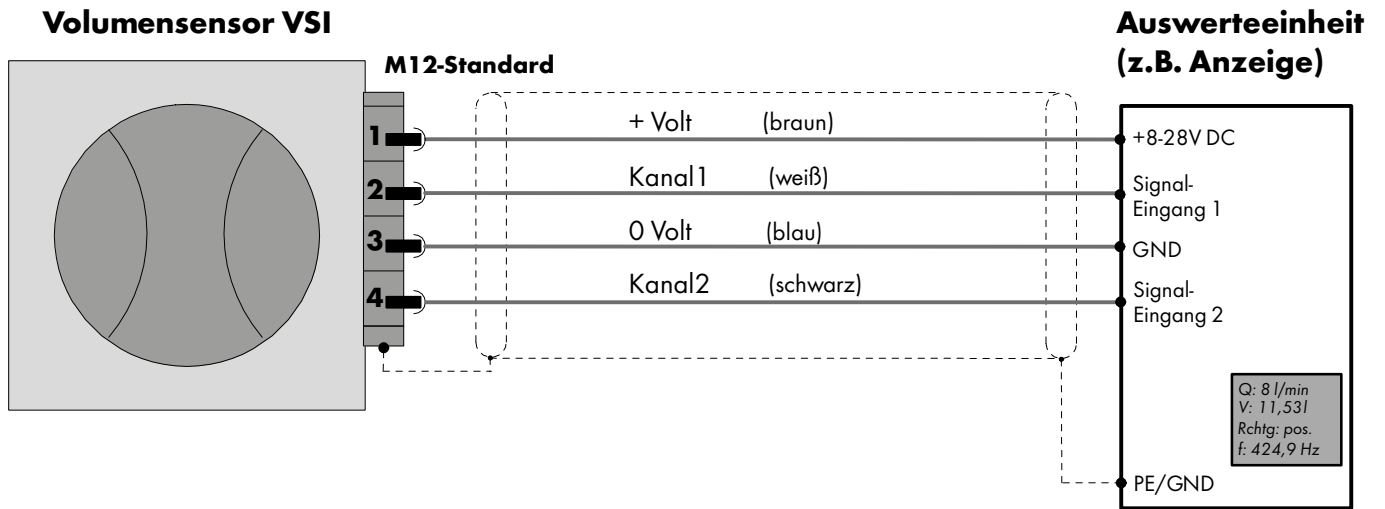 Volumensensor VSI
Auswerteeinheit
(z.B. Anzeige)
M12-Standard
1 + Volt (braun) +8-28V DC
2 Kanal1 (weiß) Signal-
Eingang 1
3 0 Volt (blau) GND
4 Kanal2 (schwarz) Signal-
Eingang 2
Q: 8 l/min
V: 11,53l
Rchtg: pos.
f: 424,9 Hz
PE/GND